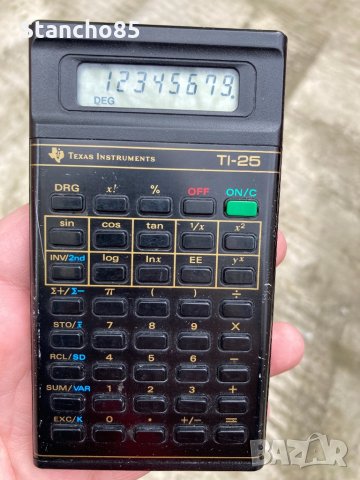 Stancho85
12345679.
DEG
TEXAS INSTRUMENTS TI-25
DRG x! % OFF ON/C
sin cos tan 1/x x²
INV/2nd log lnx EE yˣ
Σ+/Σ- π ( ) ÷
STO/x̅ 7 8 9 ×
RCL/SD 4 5 6 −
SUM/VAR 1 2 3 +
EXC/K 0 • +/− =
BAZAR